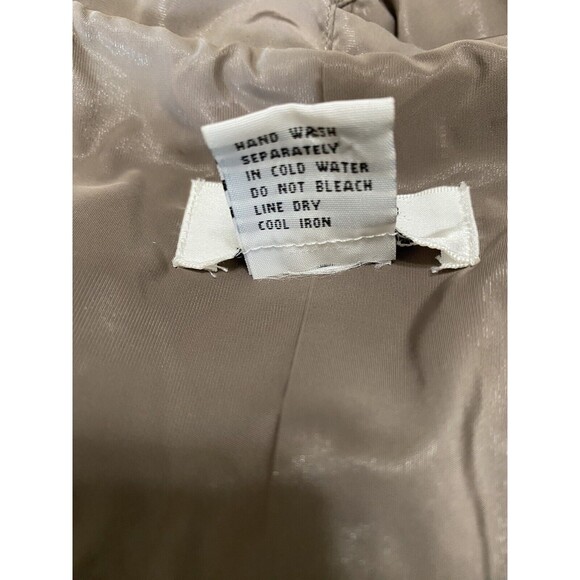 HAND WASH
SEPARATELY
IN COLD WATER
DO NOT BLEACH
LINE DRY
COOL IRON